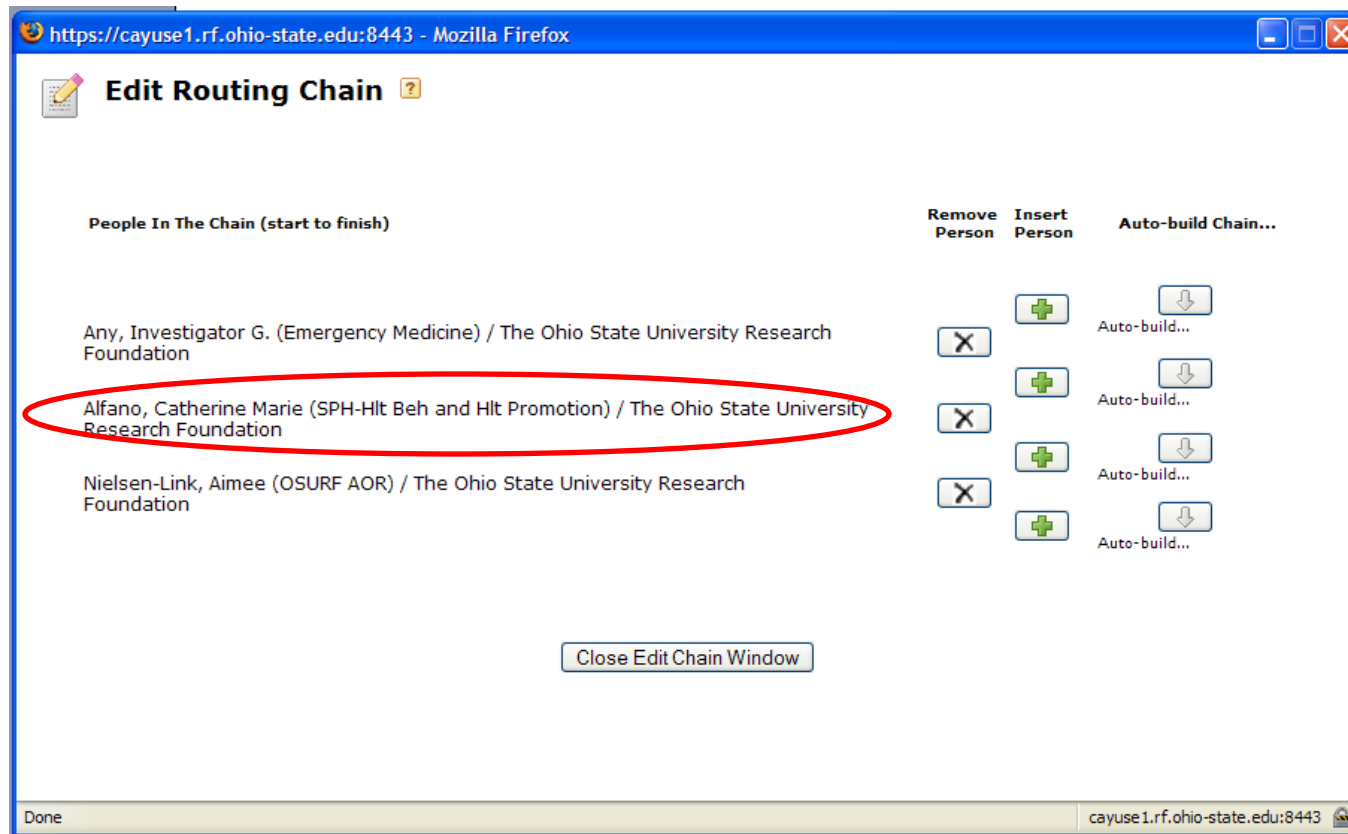 https://cayuse1.rf.ohio-state.edu:8443 - Mozilla Firefox
Edit Routing Chain ?
People In The Chain (start to finish)
Remove Person
Insert Person
Auto-build Chain...
Auto-build...
Any, Investigator G. (Emergency Medicine) / The Ohio State University Research
Foundation
Auto-build...
Alfano, Catherine Marie (SPH-Hlt Beh and Hlt Promotion) / The Ohio State University
Research Foundation
Auto-build...
Nielsen-Link, Aimee (OSURF AOR) / The Ohio State University Research
Foundation
Auto-build...
Close Edit Chain Window
Done
cayuse1.rf.ohio-state.edu:8443